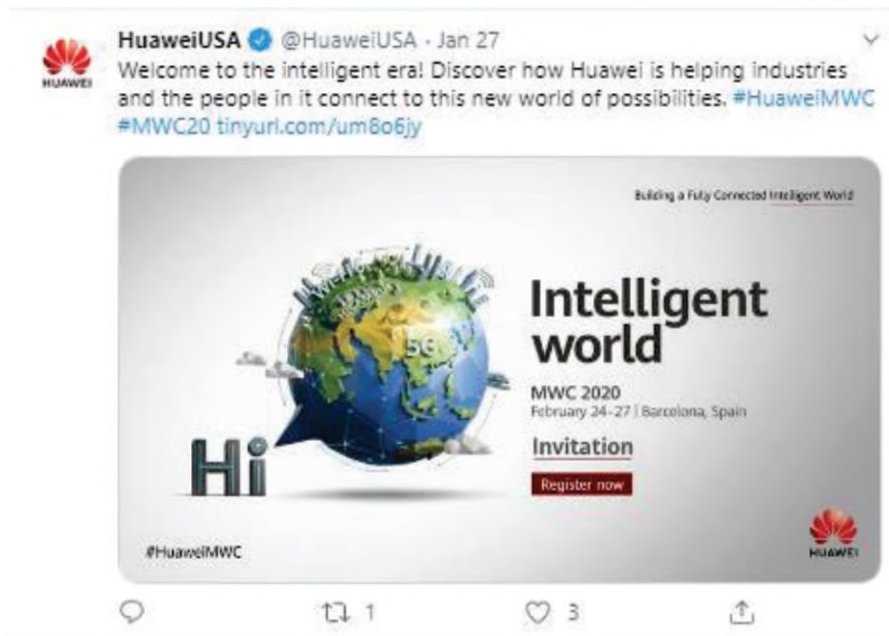 HuaweiUSA @HuaweiUSA · Jan 27
HUAWEI
Welcome to the intelligent era! Discover how Huawei is helping industries
and the people in it connect to this new world of possibilities. #HuaweiMWC
#MWC20 tinyurl.com/um8o6jy
Building a Fully Connected Intelligent World
5G
Intelligent
world
MWC 2020
February 24-27 | Barcelona, Spain
Hi
Invitation
Register now
#HuaweiMWC
HUAWEI
1 3